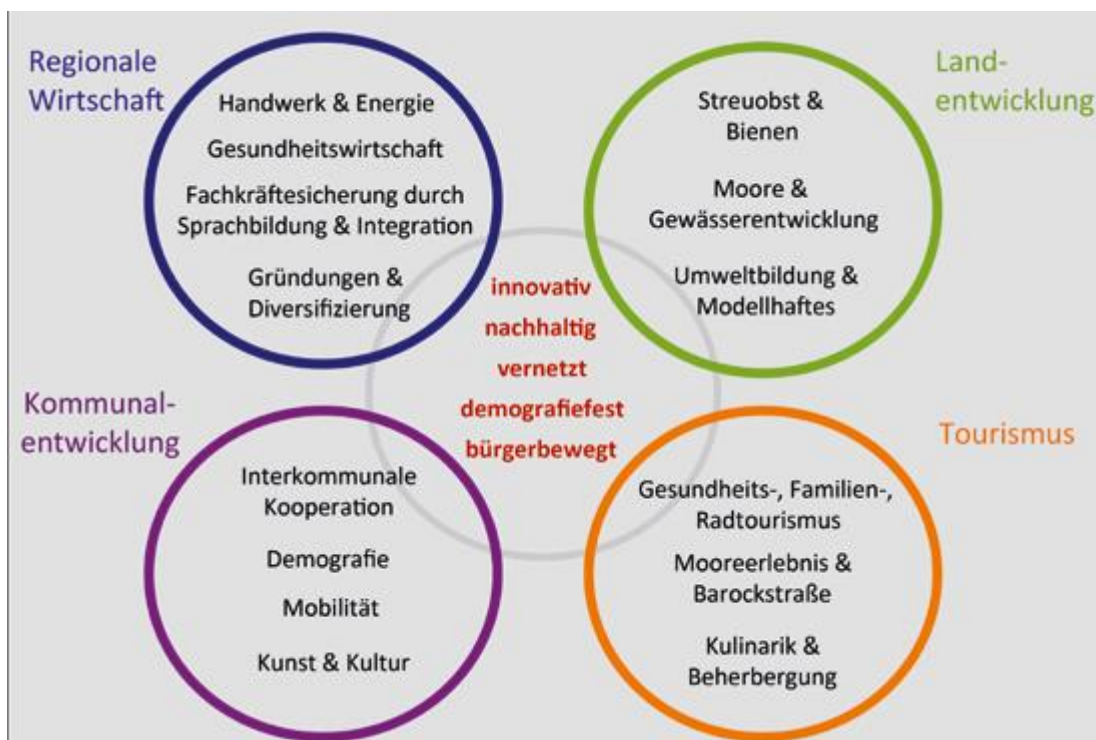 Regionale
Wirtschaft
Handwerk & Energie
Gesundheitswirtschaft
Fachkräftesicherung durch
Sprachbildung & Integration
Gründungen &
Diversifizierung
Land-
entwicklung
Streuobst &
Bienen
Moore &
Gewässerentwicklung
Umweltbildung &
Modellhaftes
innovativ
nachhaltig
vernetzt
demografiefest
bürgerbewegt
Kommunal-
entwicklung
Interkommunale
Kooperation
Demografie
Mobilität
Kunst & Kultur
Tourismus
Gesundheits-, Familien-,
Radtourismus
Mooreerlebnis &
Barockstraße
Kulinarik &
Beherbergung